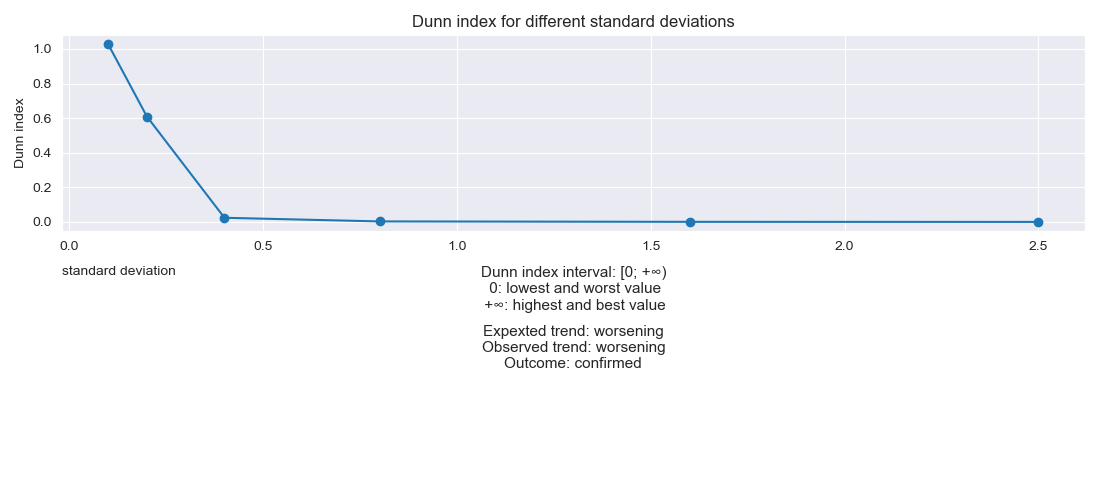 Dunn index for different standard deviations
1.0
0.8
0.6
0.4
0.2
0.0
Dunn index
0.0 0.5 1.0 1.5 2.0 2.5
standard deviation
Dunn index interval: [0; +∞)
0: lowest and worst value
+∞: highest and best value
Expexted trend: worsening
Observed trend: worsening
Outcome: confirmed